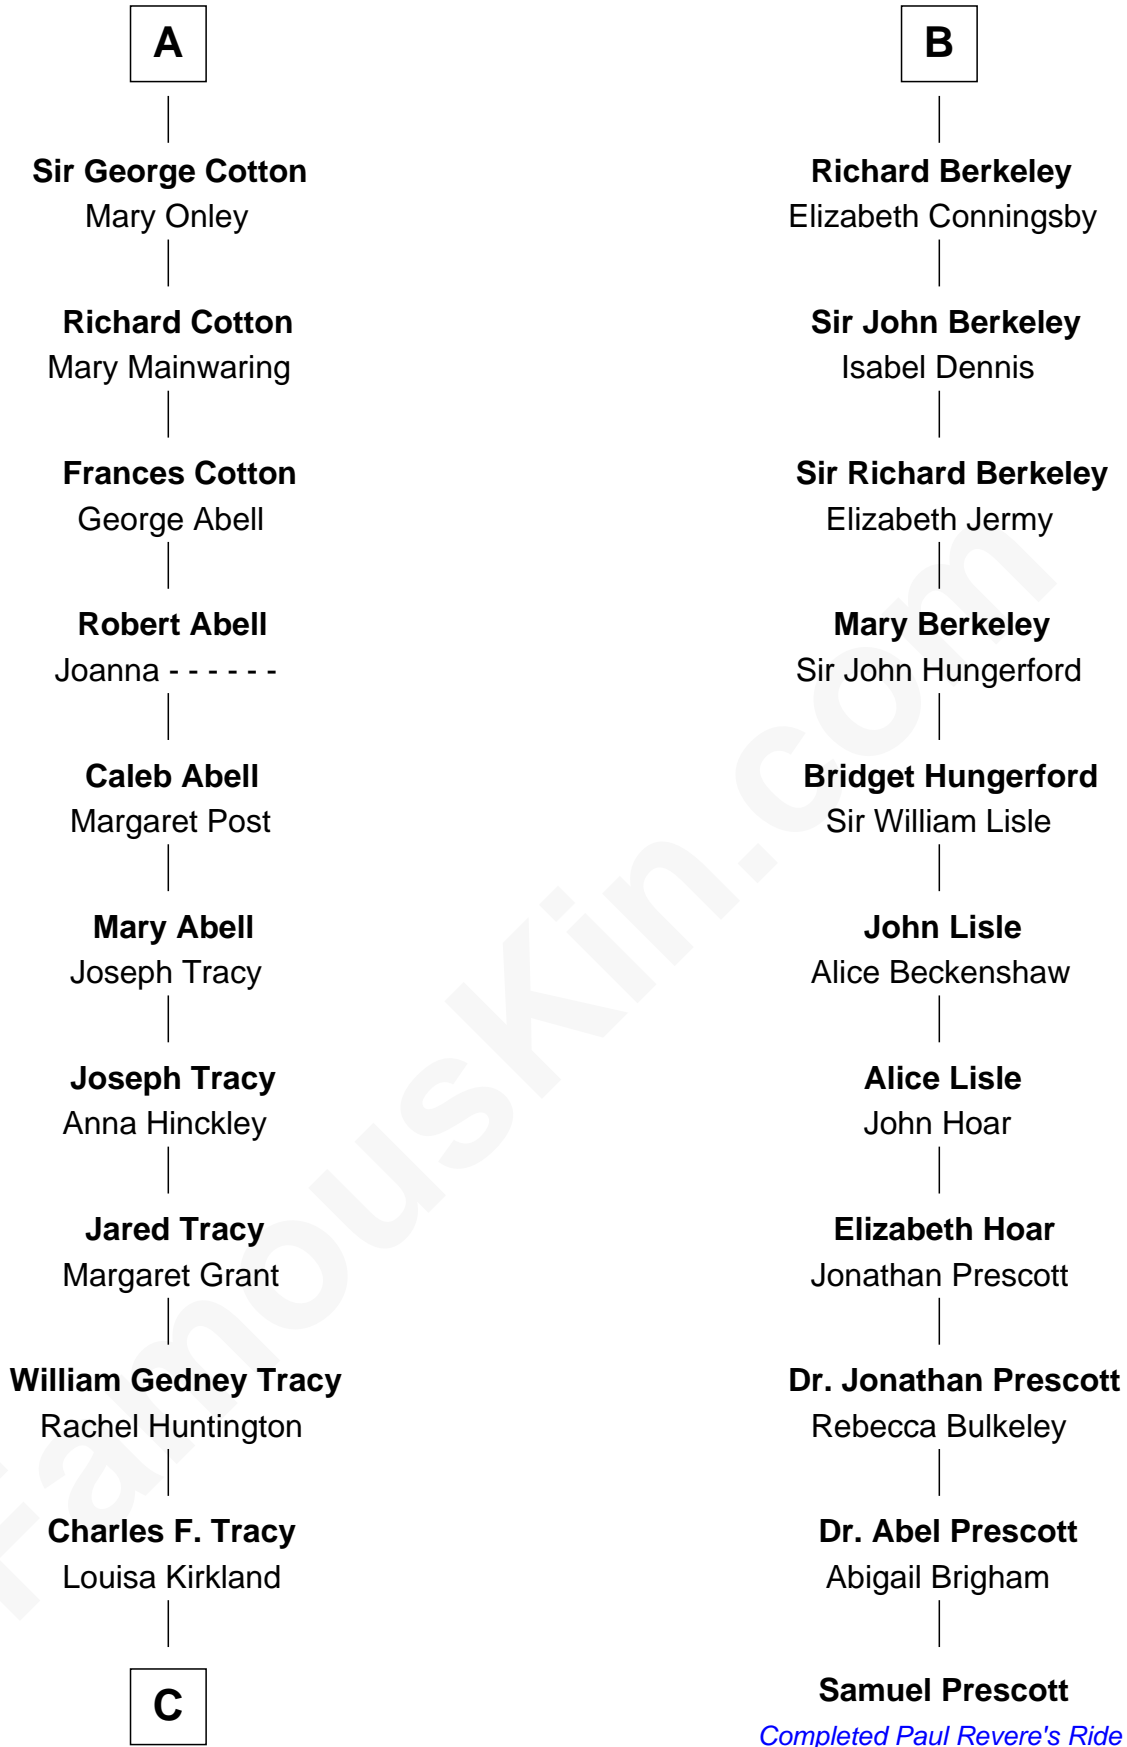 A
Sir George Cotton
Mary Onley
Richard Cotton
Mary Mainwaring
Frances Cotton
George Abell
Robert Abell
Joanna - - - - - -
Caleb Abell
Margaret Post
Mary Abell
Joseph Tracy
Joseph Tracy
Anna Hinckley
Jared Tracy
Margaret Grant
William Gedney Tracy
Rachel Huntington
Charles F. Tracy
Louisa Kirkland
C
B
Richard Berkeley
Elizabeth Conningsby
Sir John Berkeley
Isabel Dennis
Sir Richard Berkeley
Elizabeth Jermy
Mary Berkeley
Sir John Hungerford
Bridget Hungerford
Sir William Lisle
John Lisle
Alice Beckenshaw
Alice Lisle
John Hoar
Elizabeth Hoar
Jonathan Prescott
Dr. Jonathan Prescott
Rebecca Bulkeley
Dr. Abel Prescott
Abigail Brigham
Samuel Prescott
Completed Paul Revere's Ride
FamousKin.com